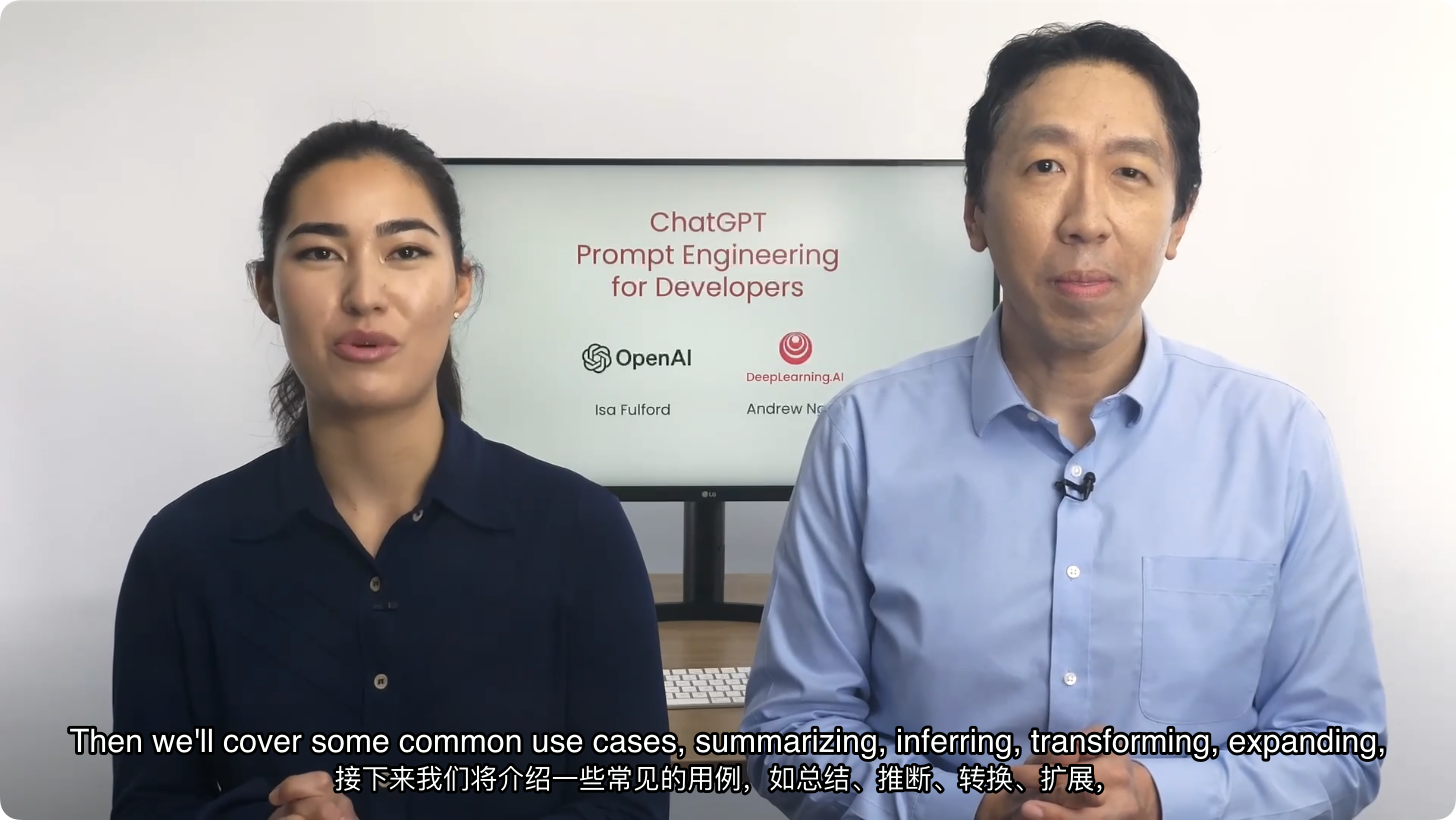 ChatGPT
Prompt Engineering
for Developers
OpenAI
DeepLearning.AI
Isa Fulford
Andrew
LG
Then we'll cover some common use cases, summarizing, inferring, transforming, expanding,
接下来我们将介绍一些常见的用例，如总结、推断、转换、扩展，